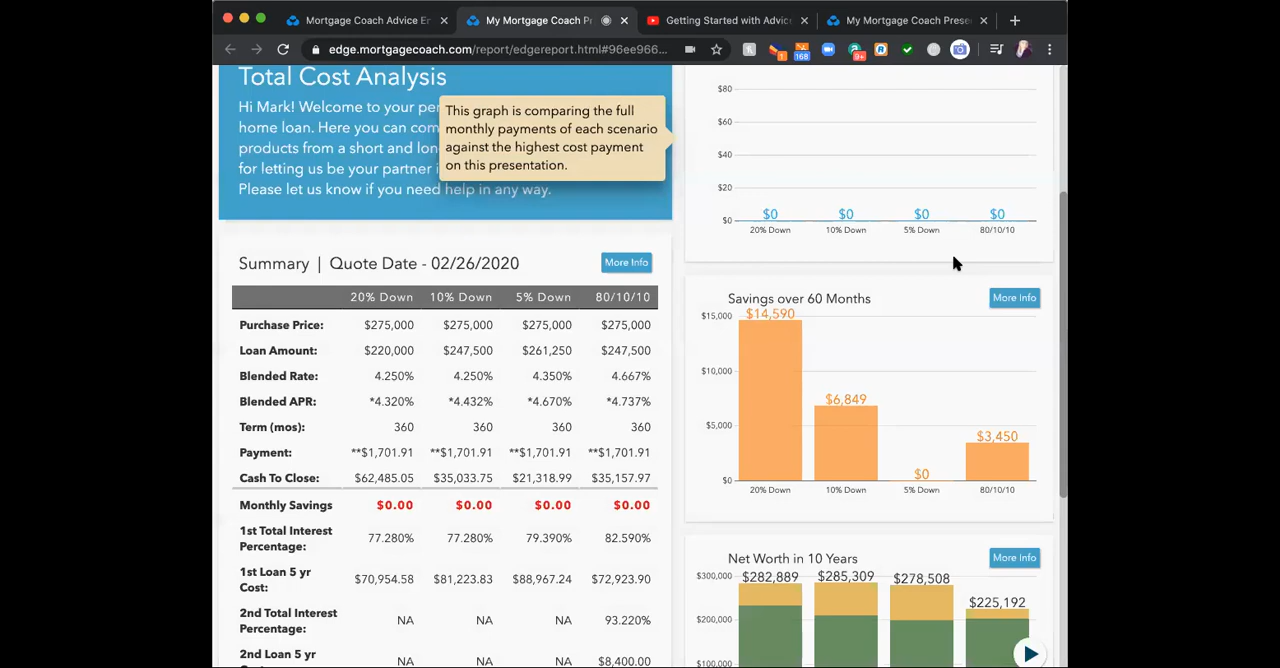 Mortgage Coach Advice En
My Mortgage Coach Pr
Getting Started with Advice
My Mortgage Coach Prese
edge.mortgagecoach.com/report/edgereport.html#96ee966...
1
168
9+
Total Cost Analysis
Hi Mark! Welcome to your per
home loan. Here you can com
products from a short and lon
for letting us be your partner i
Please let us know if you need help in any way.
This graph is comparing the full
monthly payments of each scenario
against the highest cost payment
on this presentation.
Summary | Quote Date - 02/26/2020
More Info
20% Down 10% Down 5% Down 80/10/10
Purchase Price: $275,000 $275,000 $275,000 $275,000
Loan Amount: $220,000 $247,500 $261,250 $247,500
Blended Rate: 4.250% 4.250% 4.350% 4.667%
Blended APR: *4.320% *4.432% *4.670% *4.737%
Term (mos): 360 360 360 360
Payment: **$1,701.91 **$1,701.91 **$1,701.91 **$1,701.91
Cash To Close: $62,485.05 $35,033.75 $21,318.99 $35,157.97
Monthly Savings $0.00 $0.00 $0.00 $0.00
1st Total Interest
Percentage: 77.280% 77.280% 79.390% 82.590%
1st Loan 5 yr
Cost: $70,954.58 $81,223.83 $88,967.24 $72,923.90
2nd Total Interest
Percentage: NA NA NA 93.220%
2nd Loan 5 yr
NA NA NA $8,400.00
$80
$60
$40
$20
$0
$0 $0 $0 $0
20% Down 10% Down 5% Down 80/10/10
Savings over 60 Months
More Info
$15,000
$10,000
$5,000
$0
$14,590
$6,849
$0
$3,450
20% Down 10% Down 5% Down 80/10/10
Net Worth in 10 Years
More Info
$300,000
$200,000
$100,000
$282,889 $285,309 $278,508 $225,192